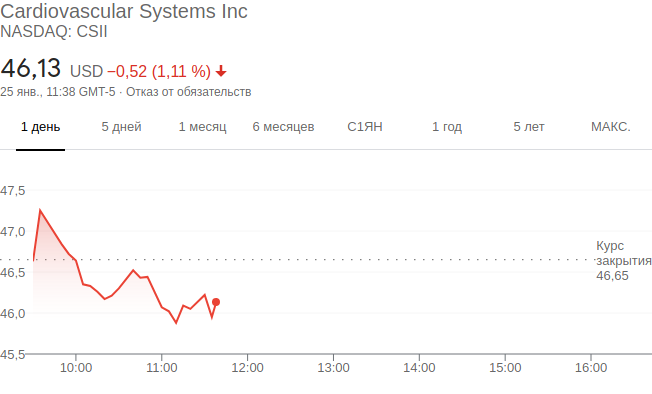 Cardiovascular Systems Inc
NASDAQ: CSII
46,13 USD −0,52 (1,11 %)
25 янв., 11:38 GMT-5 · Отказ от обязательств
1 день 5 дней 1 месяц 6 месяцев С1ЯН 1 год 5 лет МАКС.
47,5
47,0
Курс
закрытия
46,65
46,5
46,0
45,5
10:00 11:00 12:00 13:00 14:00 15:00 16:00